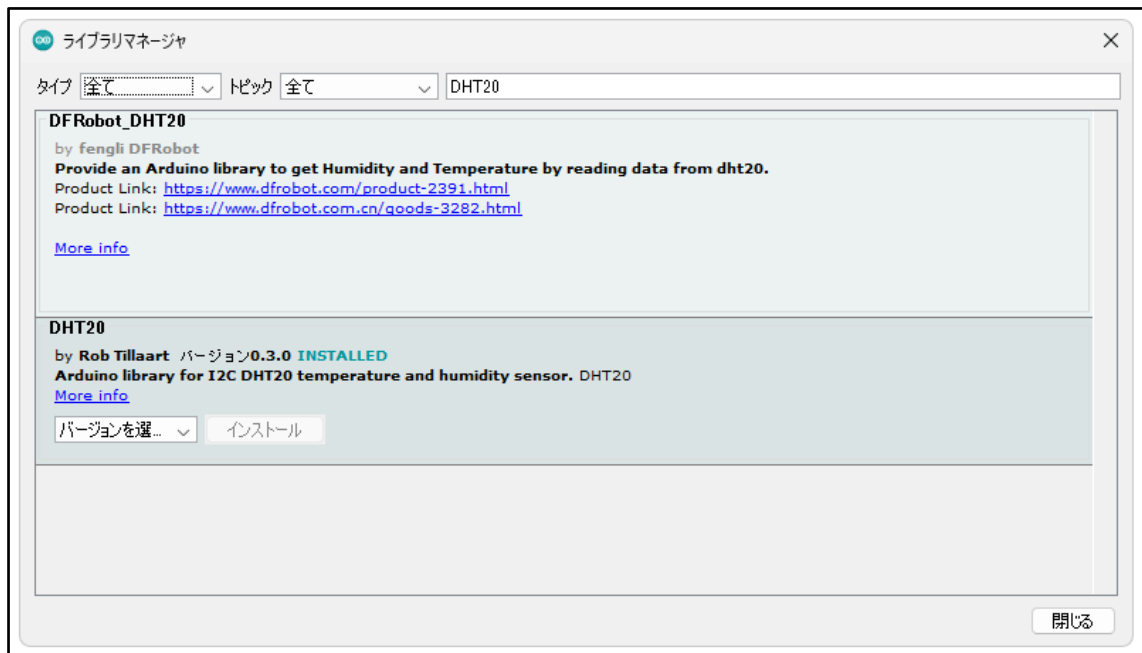 ライブラリマネージャ
タイプ 全て トピック 全て DHT20
DFRobot_DHT20
by fengli DFRobot
Provide an Arduino library to get Humidity and Temperature by reading data from dht20.
Product Link: https://www.dfrobot.com/product-2391.html
Product Link: https://www.dfrobot.com.cn/goods-3282.html
More info
DHT20
by Rob Tillaart バージョン0.3.0 INSTALLED
Arduino library for I2C DHT20 temperature and humidity sensor. DHT20
More info
バージョンを選... インストール
閉じる